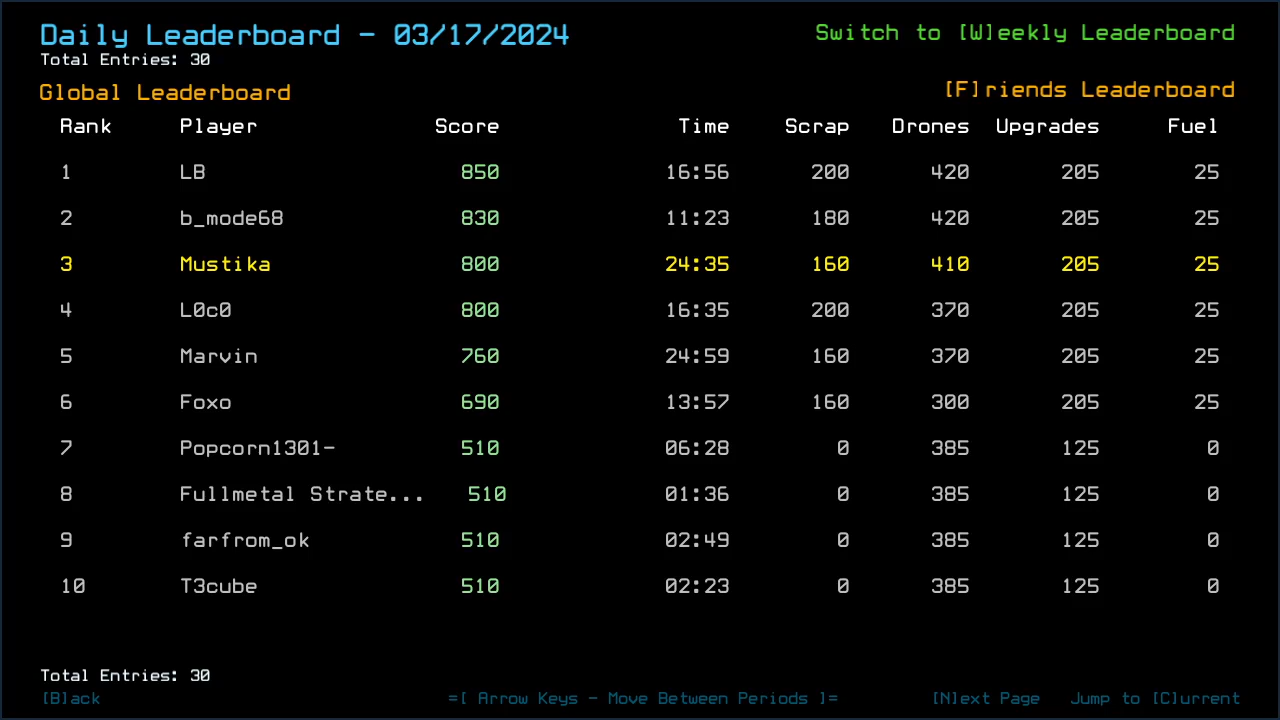 Daily Leaderboard - 03/17/2024 Switch to [W]eekly Leaderboard
Total Entries: 30
Global Leaderboard [F]riends Leaderboard
Rank Player Score Time Scrap Drones Upgrades Fuel
1 LB 850 16:56 200 420 205 25
2 b_mode68 830 11:23 180 420 205 25
3 Mustika 800 24:35 160 410 205 25
4 L0c0 800 16:35 200 370 205 25
5 Marvin 760 24:59 160 370 205 25
6 Foxo 690 13:57 160 300 205 25
7 Popcorn1301- 510 06:28 0 385 125 0
8 Fullmetal Strate... 510 01:36 0 385 125 0
9 farfrom_ok 510 02:49 0 385 125 0
10 T3cube 510 02:23 0 385 125 0
Total Entries: 30
[B]ack =[ Arrow Keys - Move Between Periods ]= [N]ext Page Jump to [C]urrent